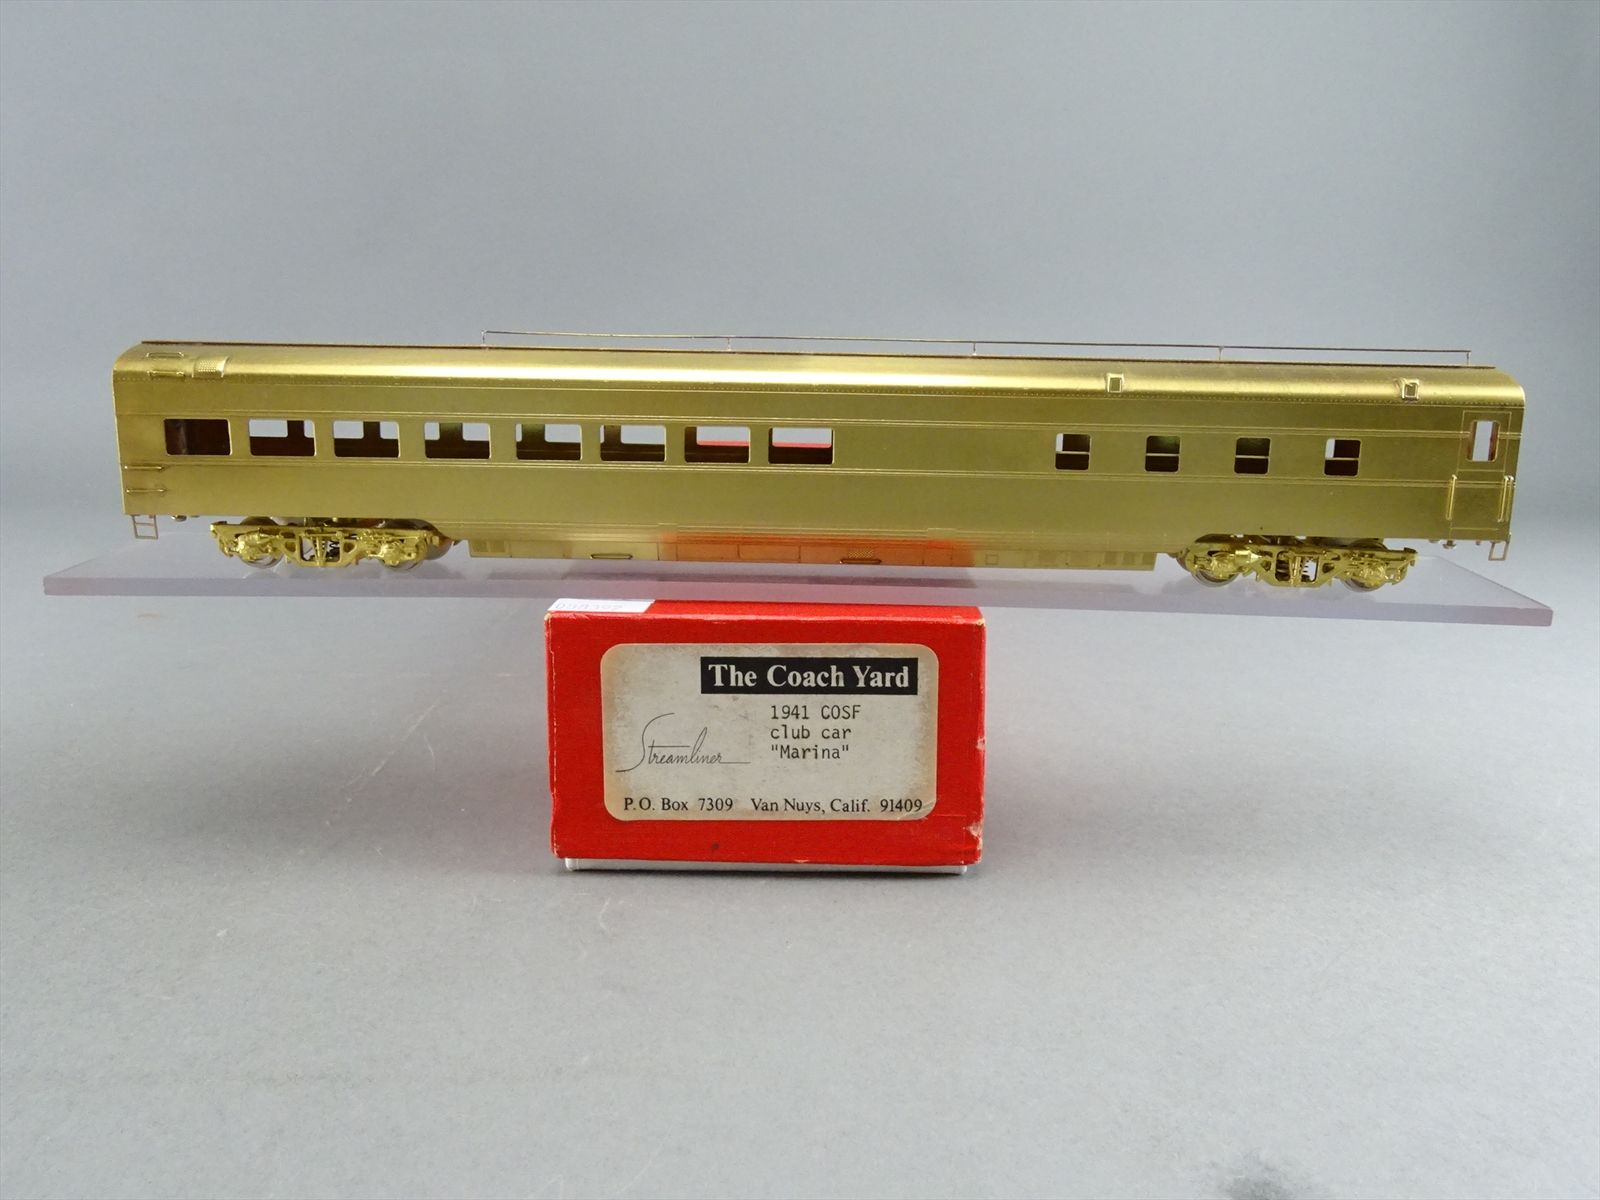 The Coach Yard
1941 COSF
club car
"Marina"
Streamliner
P.O. Box 7309 Van Nuys, Calif. 91409